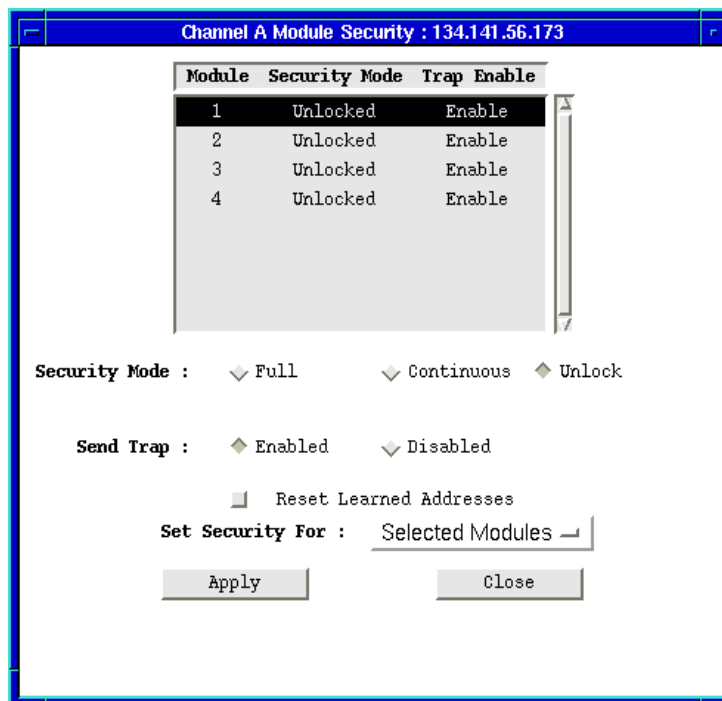 Channel A Module Security : 134.141.56.173
Module Security Mode Trap Enable
1 Unlocked Enable
2 Unlocked Enable
3 Unlocked Enable
4 Unlocked Enable
Security Mode : Full Continuous Unlock
Send Trap : Enabled Disabled
Reset Learned Addresses
Set Security For : Selected Modules
Apply Close